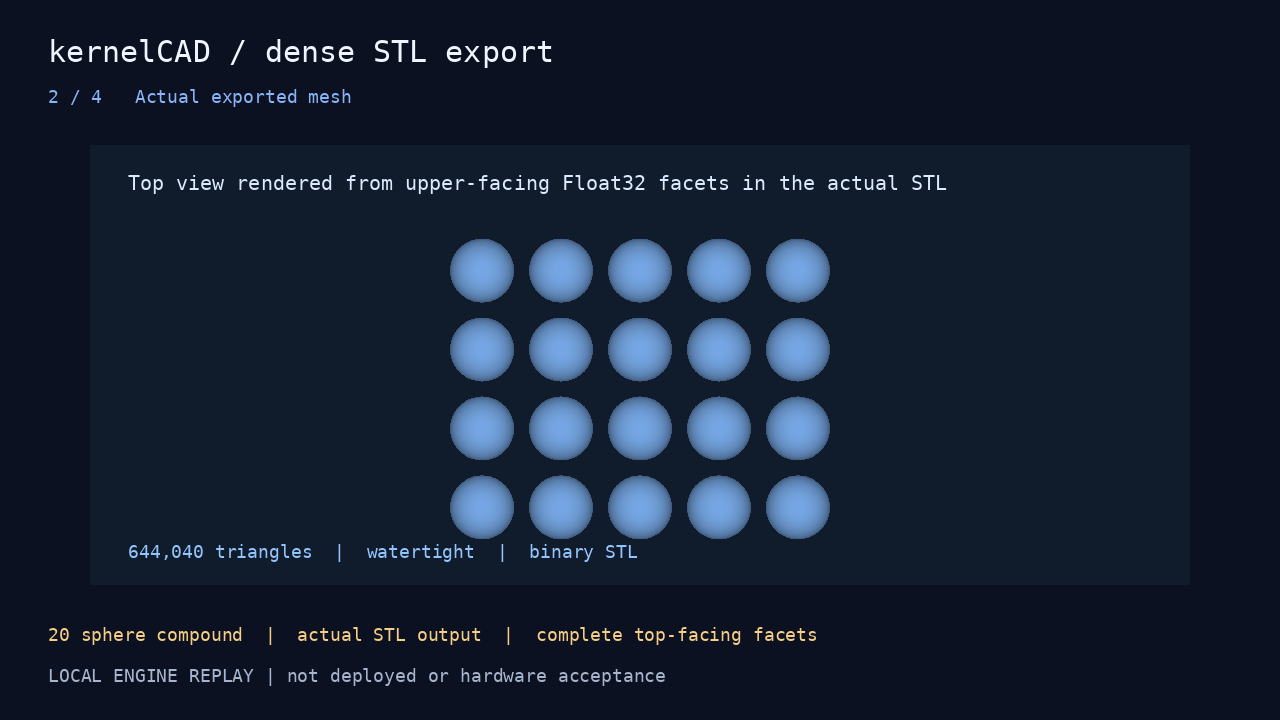 kernelCAD / dense STL export
2 / 4   Actual exported mesh
Top view rendered from upper-facing Float32 facets in the actual STL
644,040 triangles  |  watertight  |  binary STL
20 sphere compound  |  actual STL output  |  complete top-facing facets
LOCAL ENGINE REPLAY | not deployed or hardware acceptance